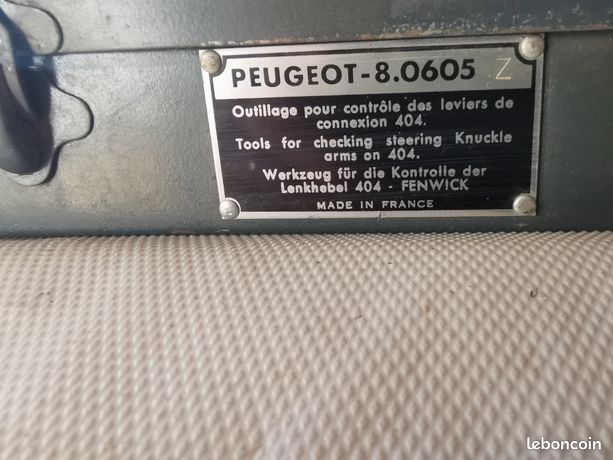 PEUGEOT-8.0605 Z
Outillage pour contrôle des leviers de
connexion 404.
Tools for checking steering Knuckle
arms on 404.
Werkzeug für die Kontrolle der
Lenkhebel 404 - FENWICK
MADE IN FRANCE
leboncoin